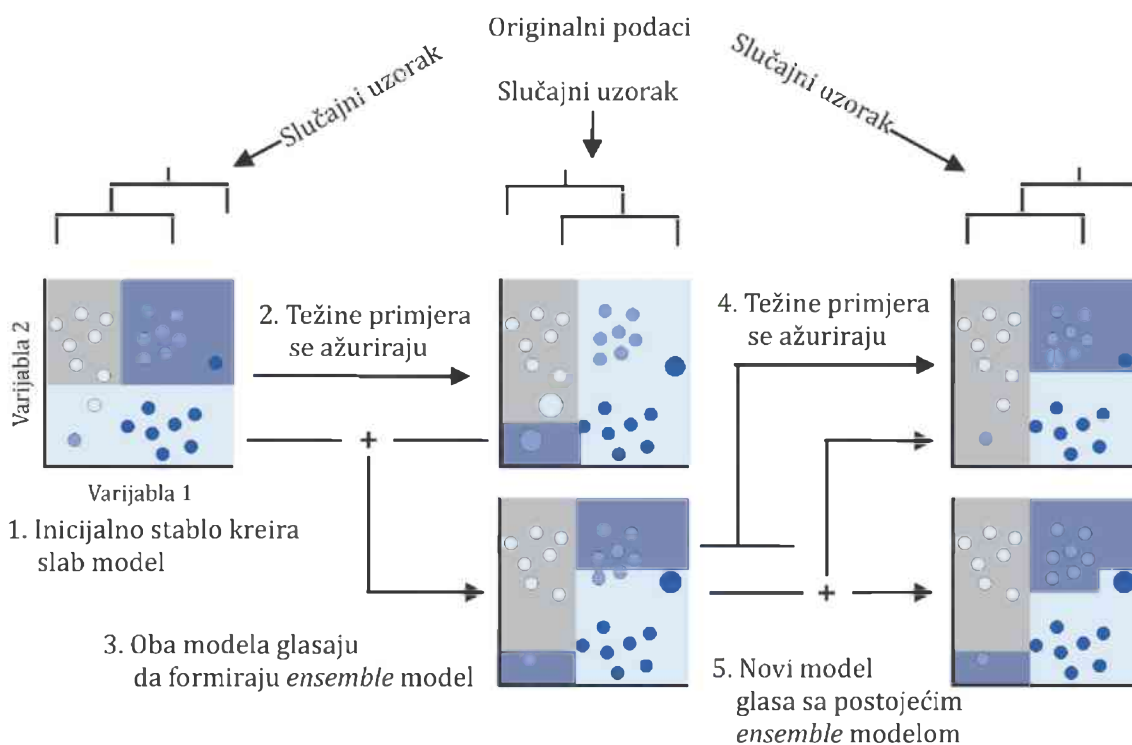 Originalni podaci
Slučajni uzorak
Slučajni uzorak
Slučajni uzorak
Varijabla 2
2. Težine primjera
se ažuriraju
4. Težine primjera
se ažuriraju
+
Varijabla 1
1. Inicijalno stablo kreira
slab model
+
3. Oba modela glasaju
da formiraju ensemble model
5. Novi model
glasa sa postojećim
ensemble modelom